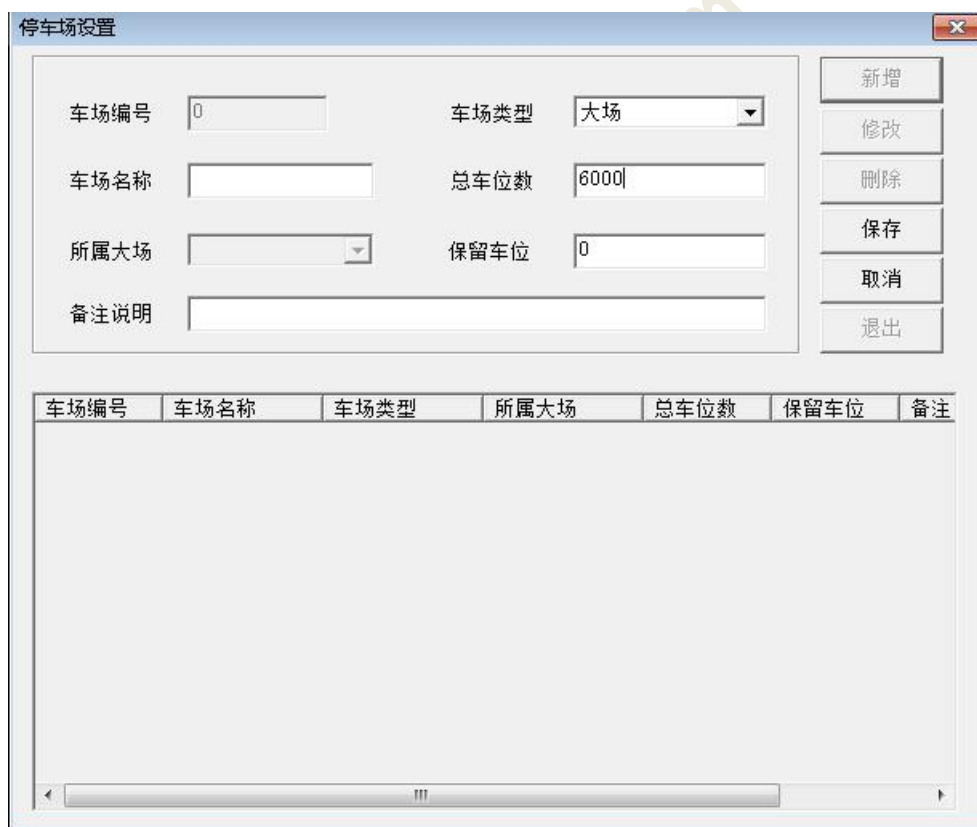 停车场设置
车场编号 0 车场类型 大场 新增
修改
车场名称 总车位数 6000 删除
保存
所属大场 保留车位 0
取消
备注说明
退出
车场编号 车场名称 车场类型 所属大场 总车位数 保留车位 备注